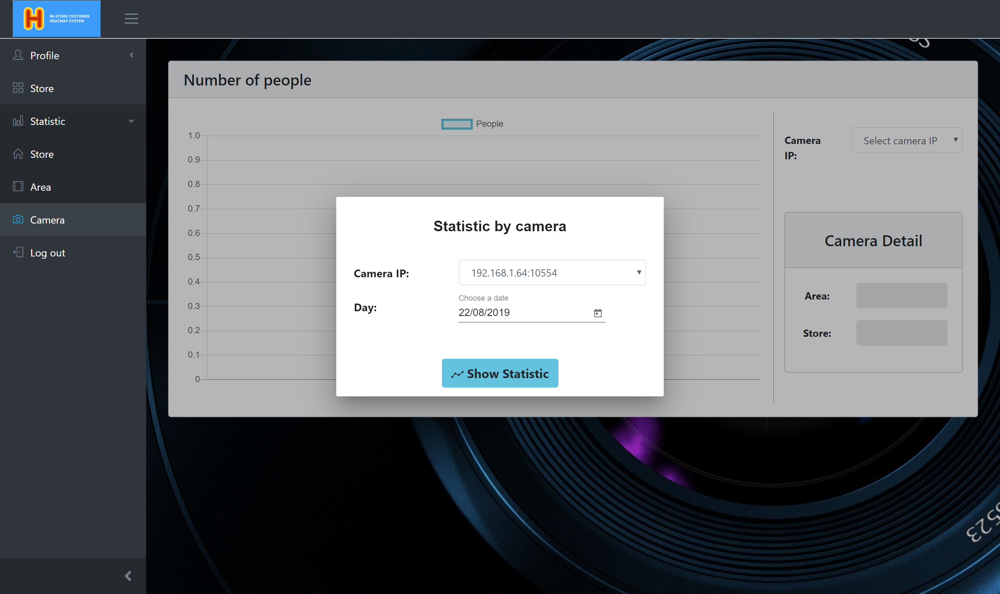 IN-STORE CUSTOMER
HEATMAP SYSTEM
Profile
Store
Statistic
Store
Area
Camera
Log out
Number of people
People
1.0
0.9
0.8
0.7
0.6
0.5
0.4
0.3
0.2
0.1
0
Camera
IP:
Select camera IP
Camera Detail
Area:
Store:
Statistic by camera
Camera IP:
192.168.1.64:10554
Day:
Choose a date
22/08/2019
Show Statistic